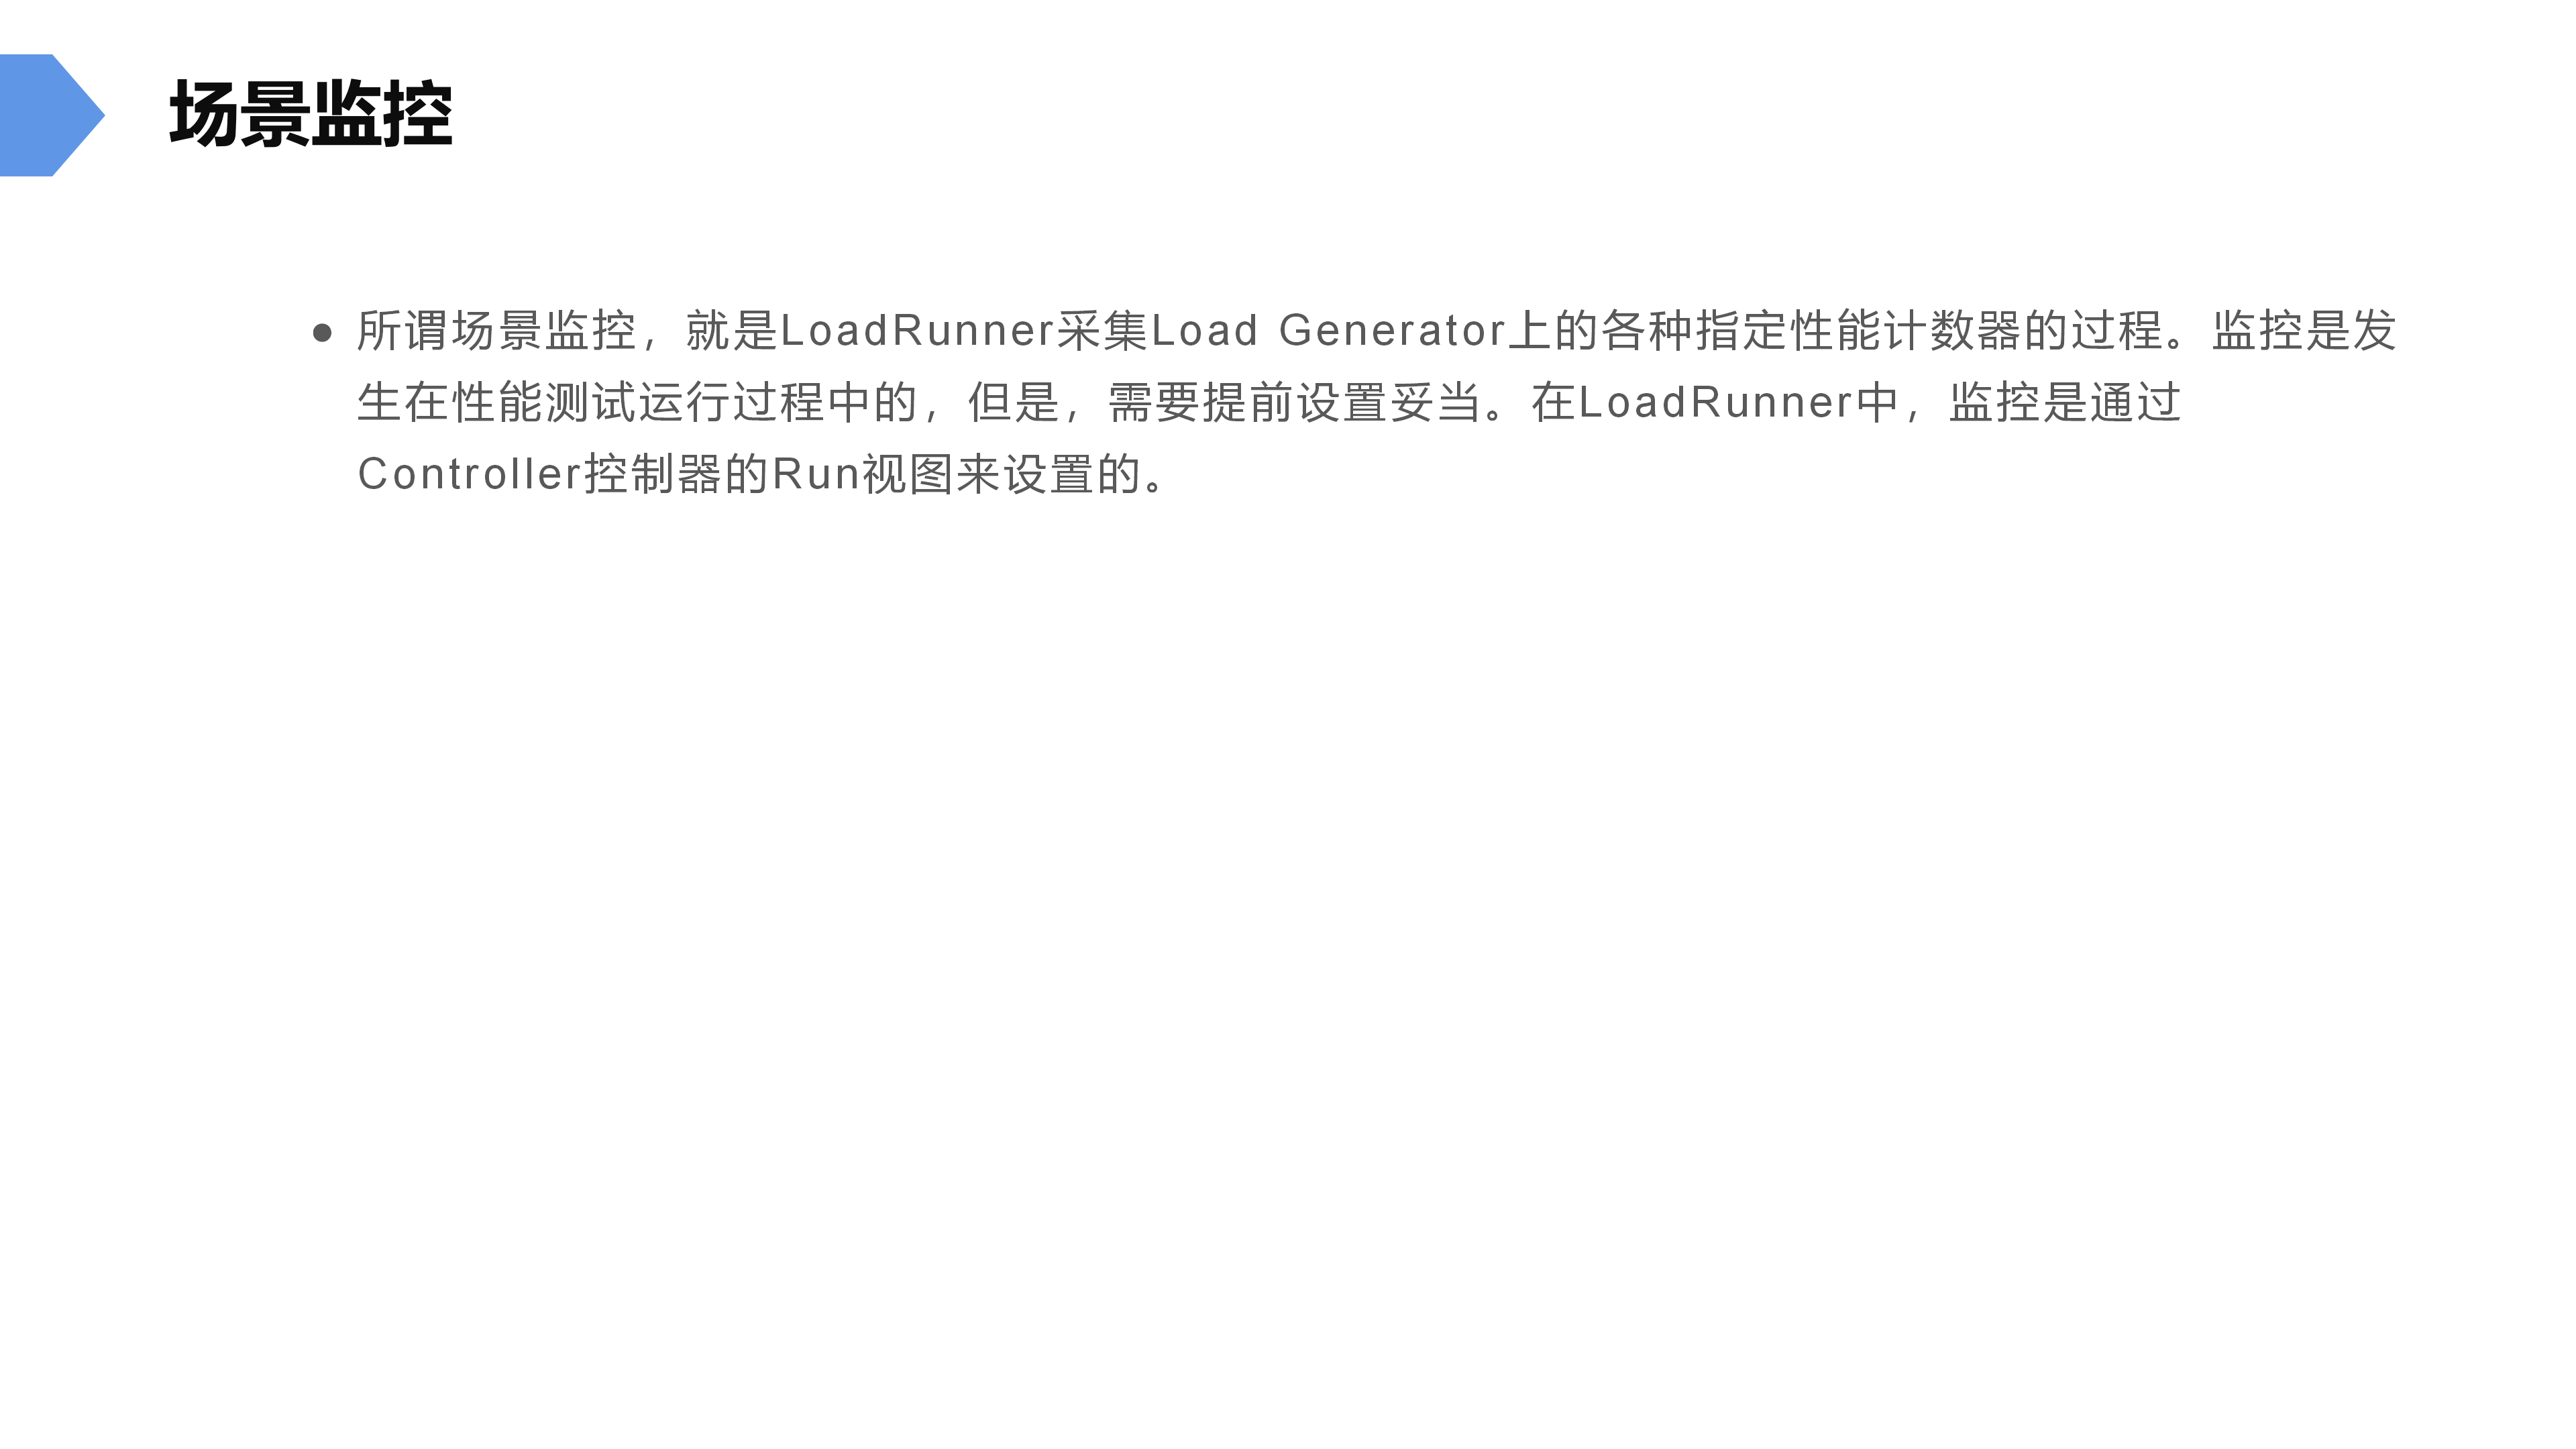 场景监控
● 所谓场景监控，就是LoadRunner采集Load Generator上的各种指定性能计数器的过程。监控是发
生在性能测试运行过程中的，但是，需要提前设置妥当。在LoadRunner中，监控是通过
Controller控制器的Run视图来设置的。